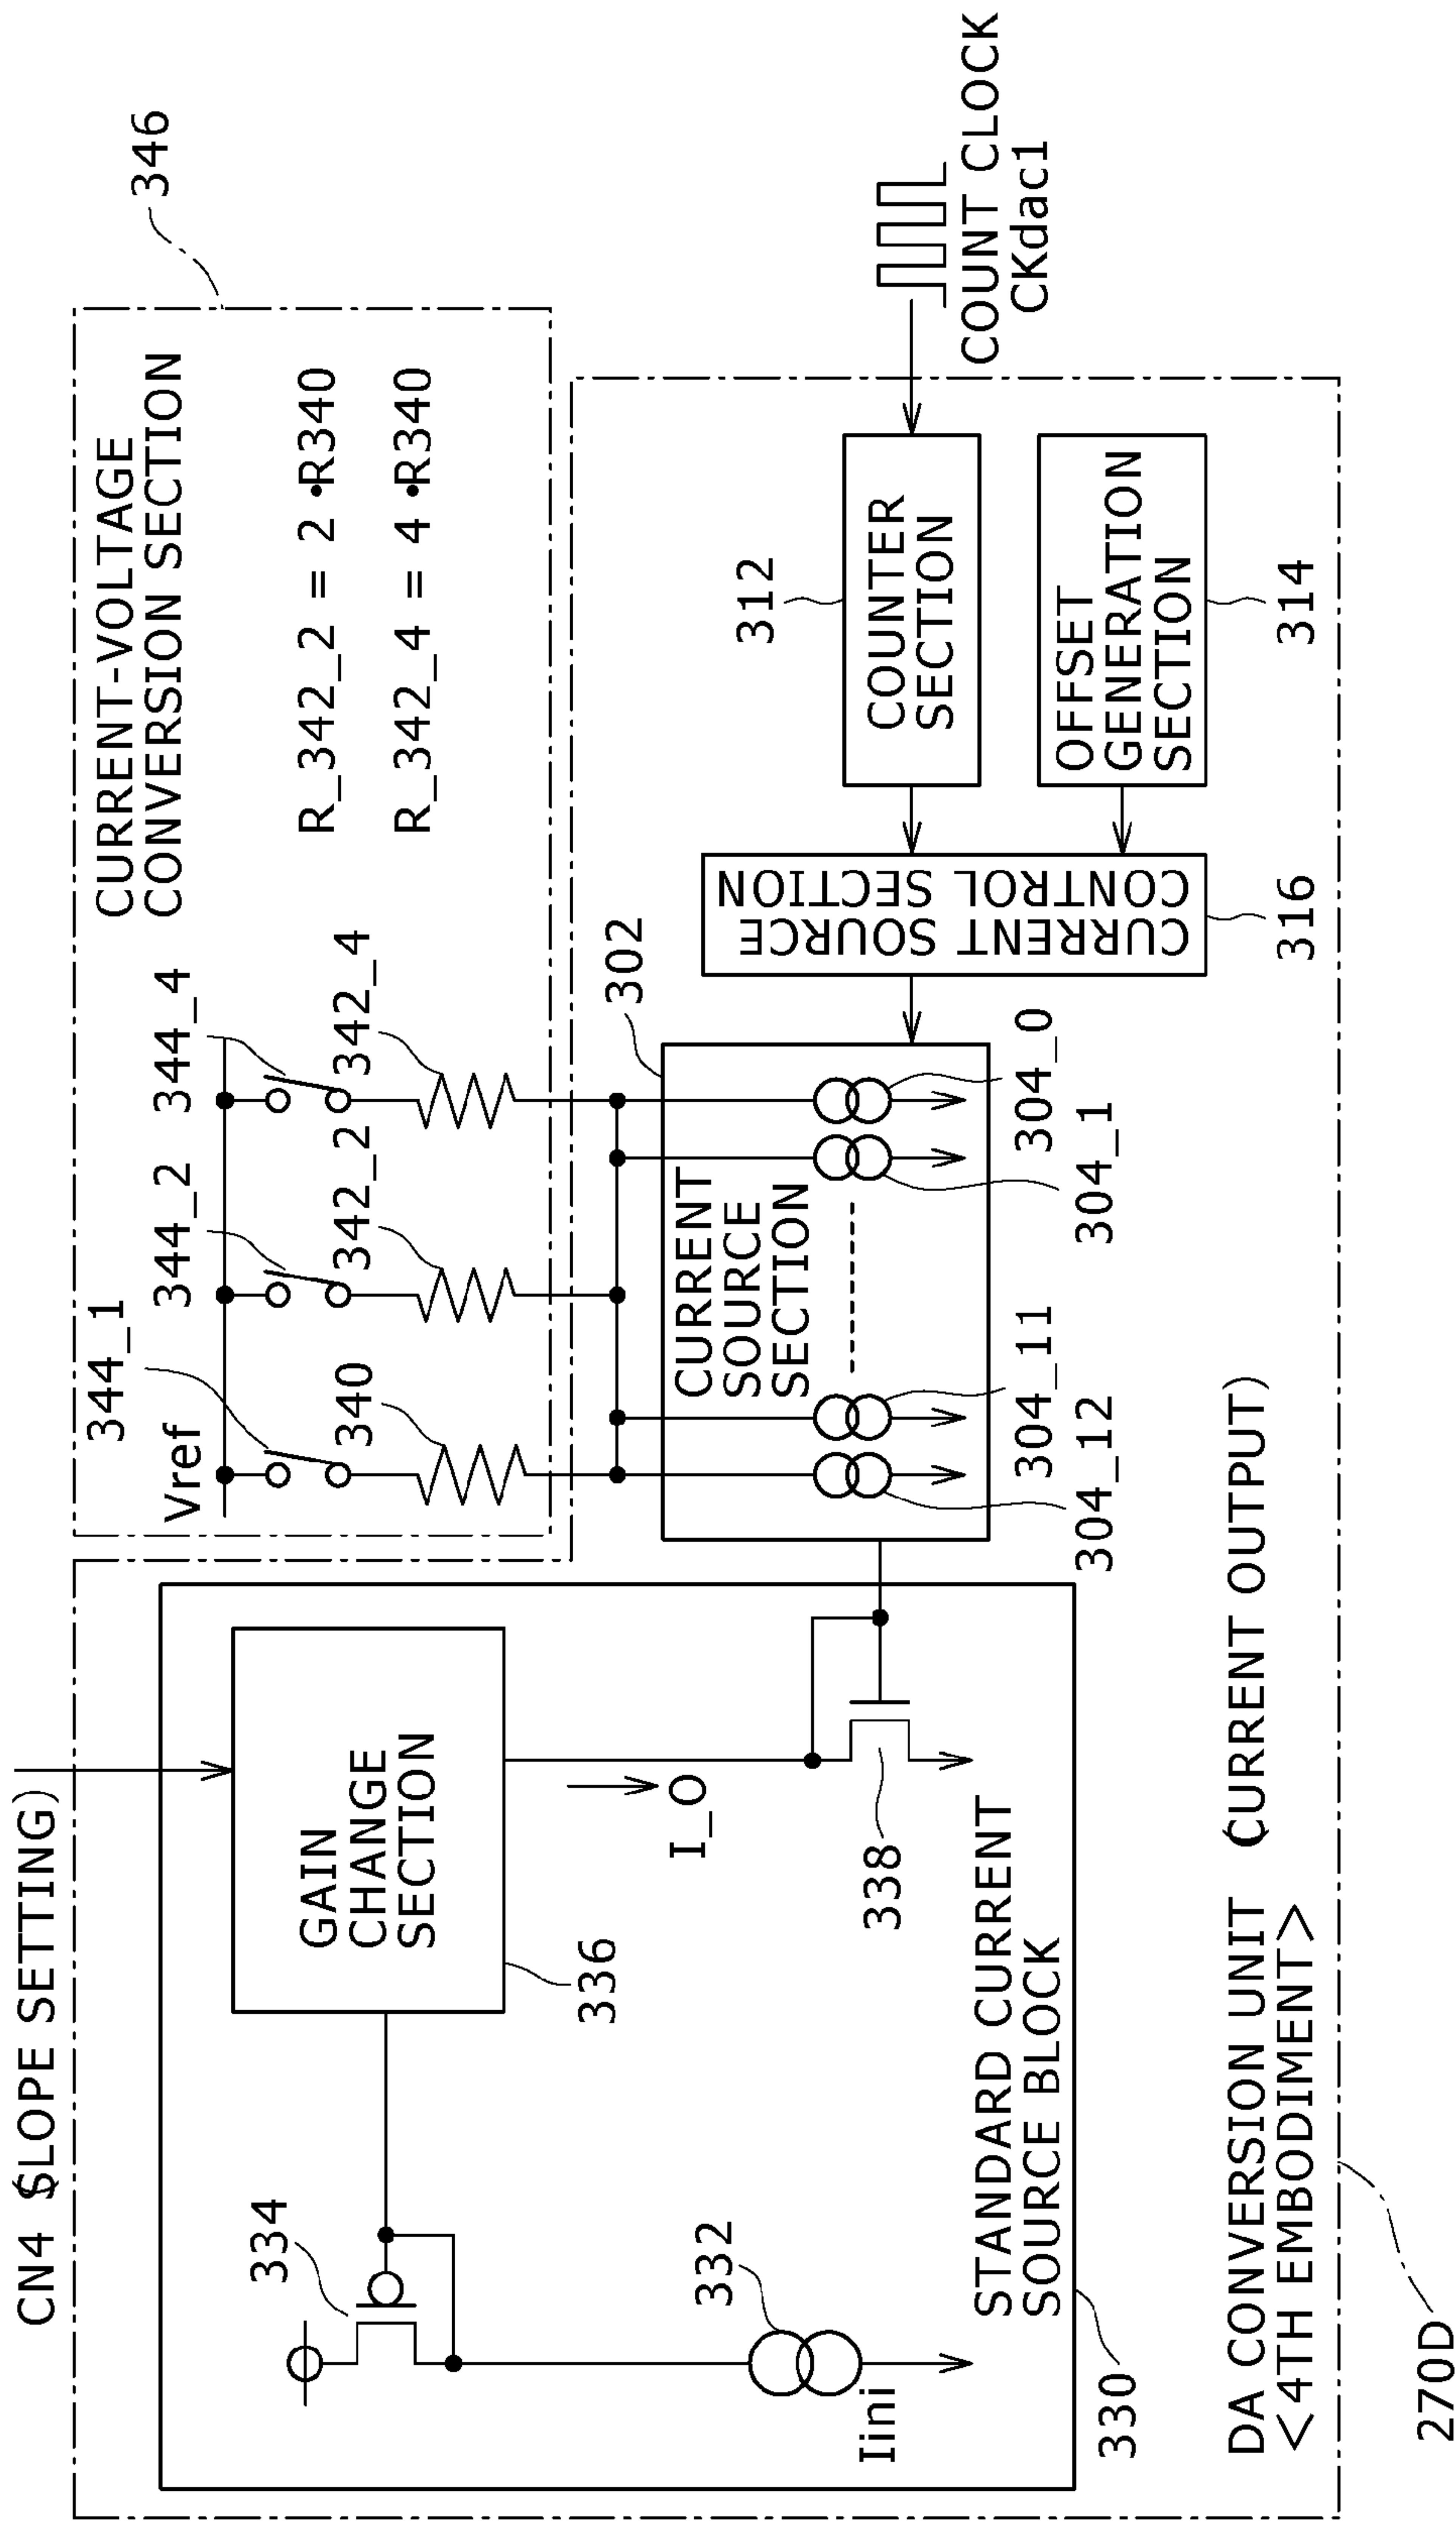 CN4 (SLOPE SETTING)
334
GAIN
CHANGE
SECTION
336
I_O
338
332
Iini
STANDARD CURRENT
SOURCE BLOCK
330
Vref
344_1
344_2
344_4
340
342_2
342_4
CURRENT-VOLTAGE
CONVERSION SECTION
R_342_2 = 2 •R340
R_342_4 = 4 •R340
346
302
CURRENT
SOURCE
SECTION
304_12
304_11
304_1
304_0
CURRENT SOURCE
CONTROL SECTION
316
312
COUNTER
SECTION
OFFSET
GENERATION
SECTION
314
COUNT CLOCK
CKdac1
DA CONVERSION UNIT (CURRENT OUTPUT)
<4TH EMBODIMENT>
270D